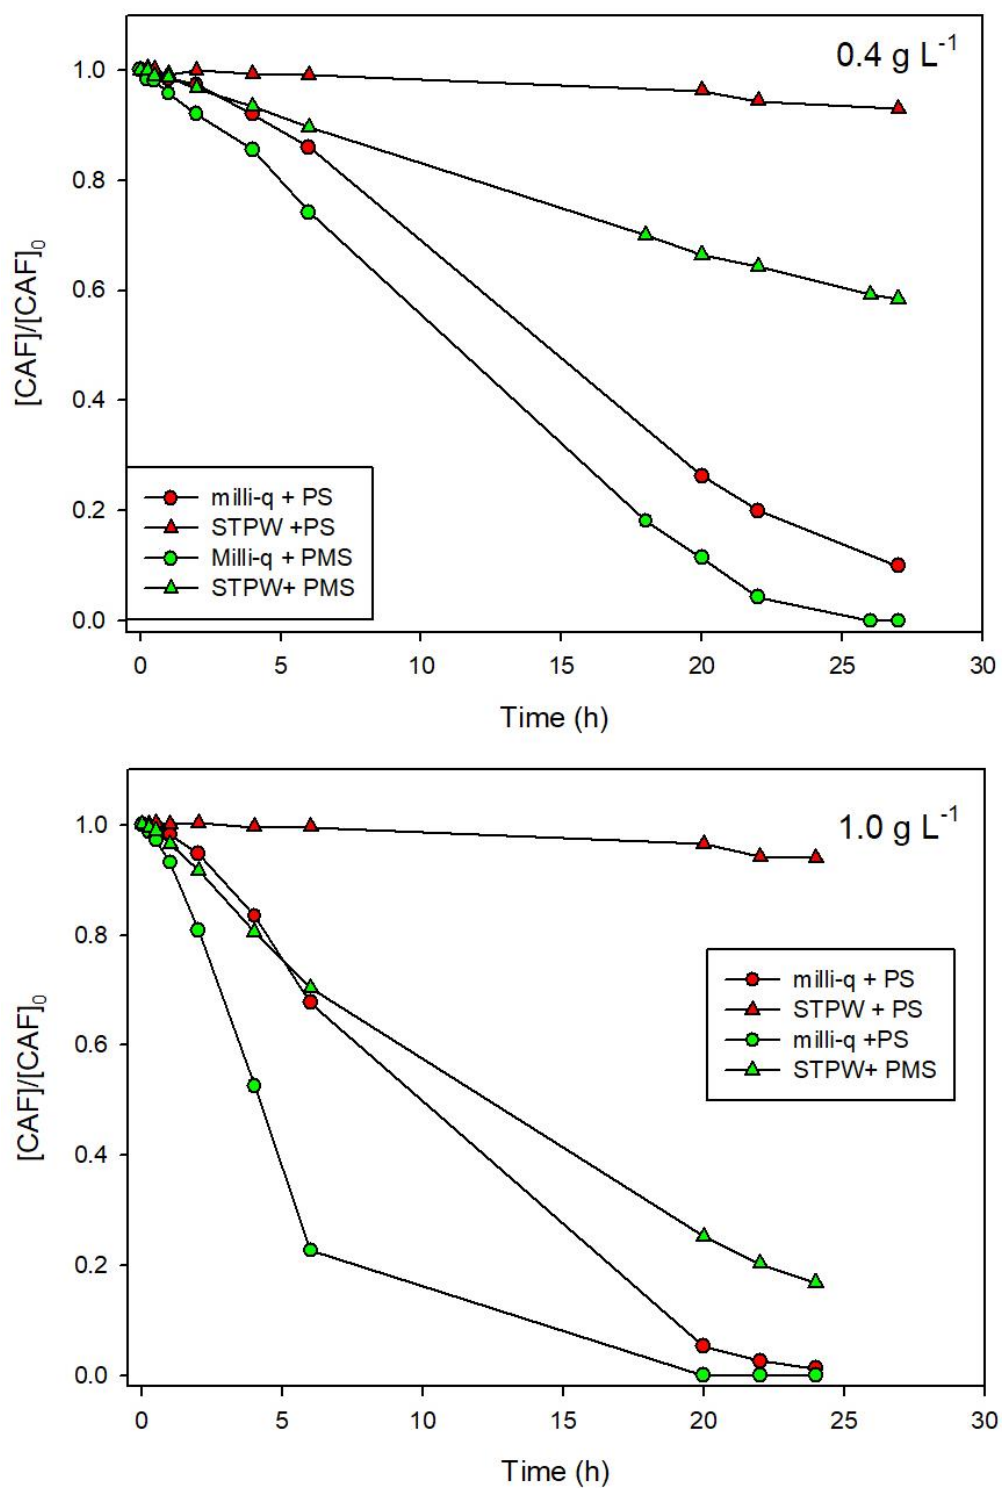 0.4 g L-1
1.0
0.8
0.6
0.4
0.2
0.0
[CAF]/[CAF]0
milli-q + PS
STPW +PS
Milli-q + PMS
STPW+ PMS
0 5 10 15 20 25 30
Time (h)
1.0 g L-1
1.0
0.8
0.6
0.4
0.2
0.0
[CAF]/[CAF]0
milli-q + PS
STPW + PS
milli-q +PS
STPW+ PMS
0 5 10 15 20 25 30
Time (h)